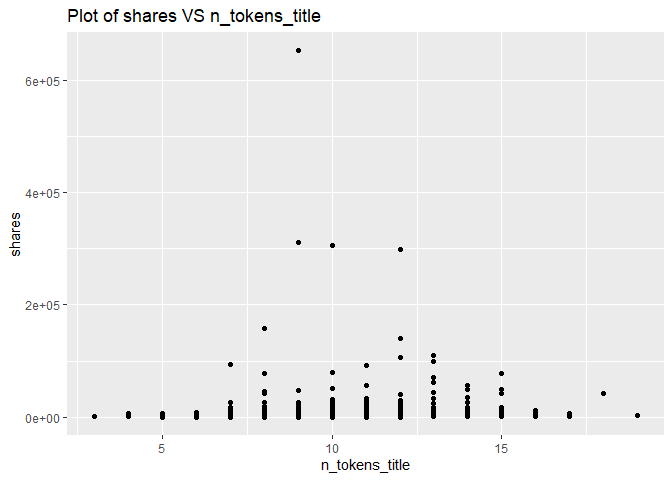 Plot of shares VS n_tokens_title
6e+05
4e+05
2e+05
0e+00
shares
5 10 15
n_tokens_title